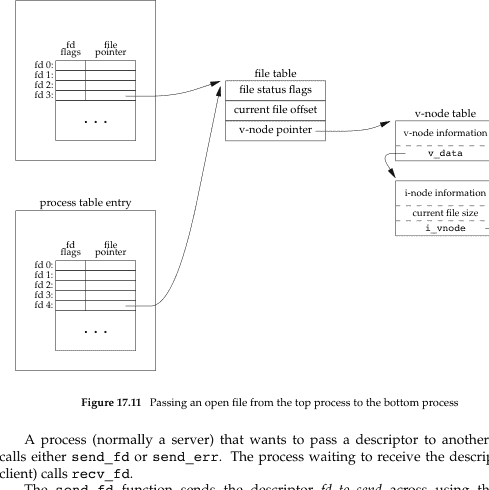 fd
flags
file
pointer
fd 0:
fd 1:
fd 2:
fd 3:
. . .
file table
file status flags
current file offset
v-node pointer
v-node table
v-node information
v_data
i-node information
current file size
i_vnode
process table entry
fd
flags
file
pointer
fd 0:
fd 1:
fd 2:
fd 3:
fd 4:
. . .
Figure 17.11 Passing an open file from the top process to the bottom process
A process (normally a server) that wants to pass a descriptor to another
calls either send_fd or send_err. The process waiting to receive the descrip
client) calls recv_fd.
The send_fd function sends the descriptor fd_to_send across using th